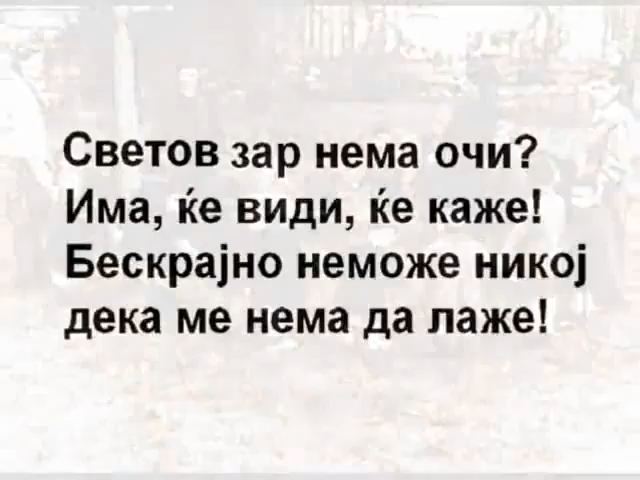 Светов зар нема очи?
Има, ќе види, ќе каже!
Бескрајно неможе никој
дека ме нема да лаже!